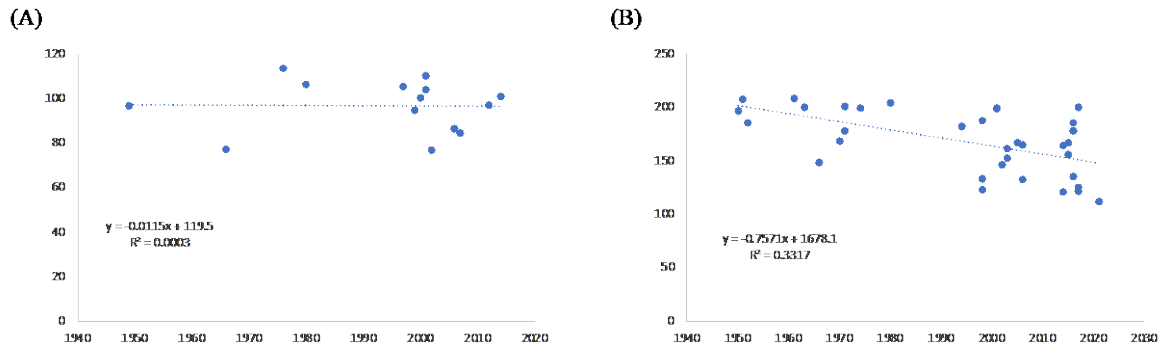 (A)
120
100
80
60
40
20
0
y = -0.0115x + 119.5
R² = 0.0003
1940 1950 1960 1970 1980 1990 2000 2010 2020
(B)
250
200
150
100
50
0
y = -0.7571x + 1678.1
R² = 0.3317
1940 1950 1960 1970 1980 1990 2000 2010 2020 2030